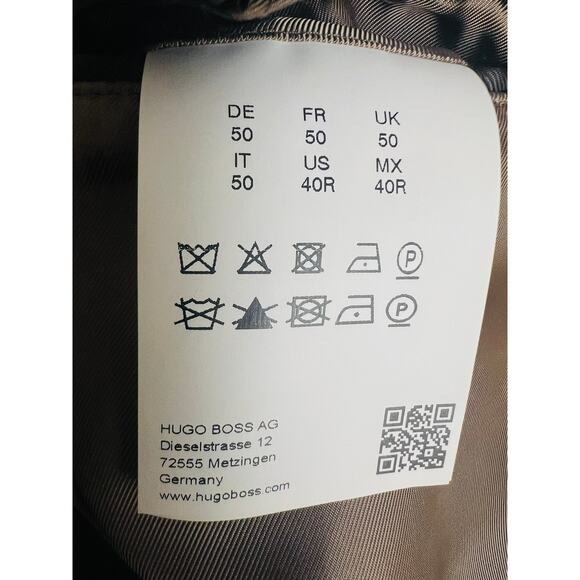 DE FR UK
50 50 50
IT US MX
50 40R 40R
P
P
HUGO BOSS AG
Dieselstrasse 12
72555 Metzingen
Germany
www.hugoboss.com